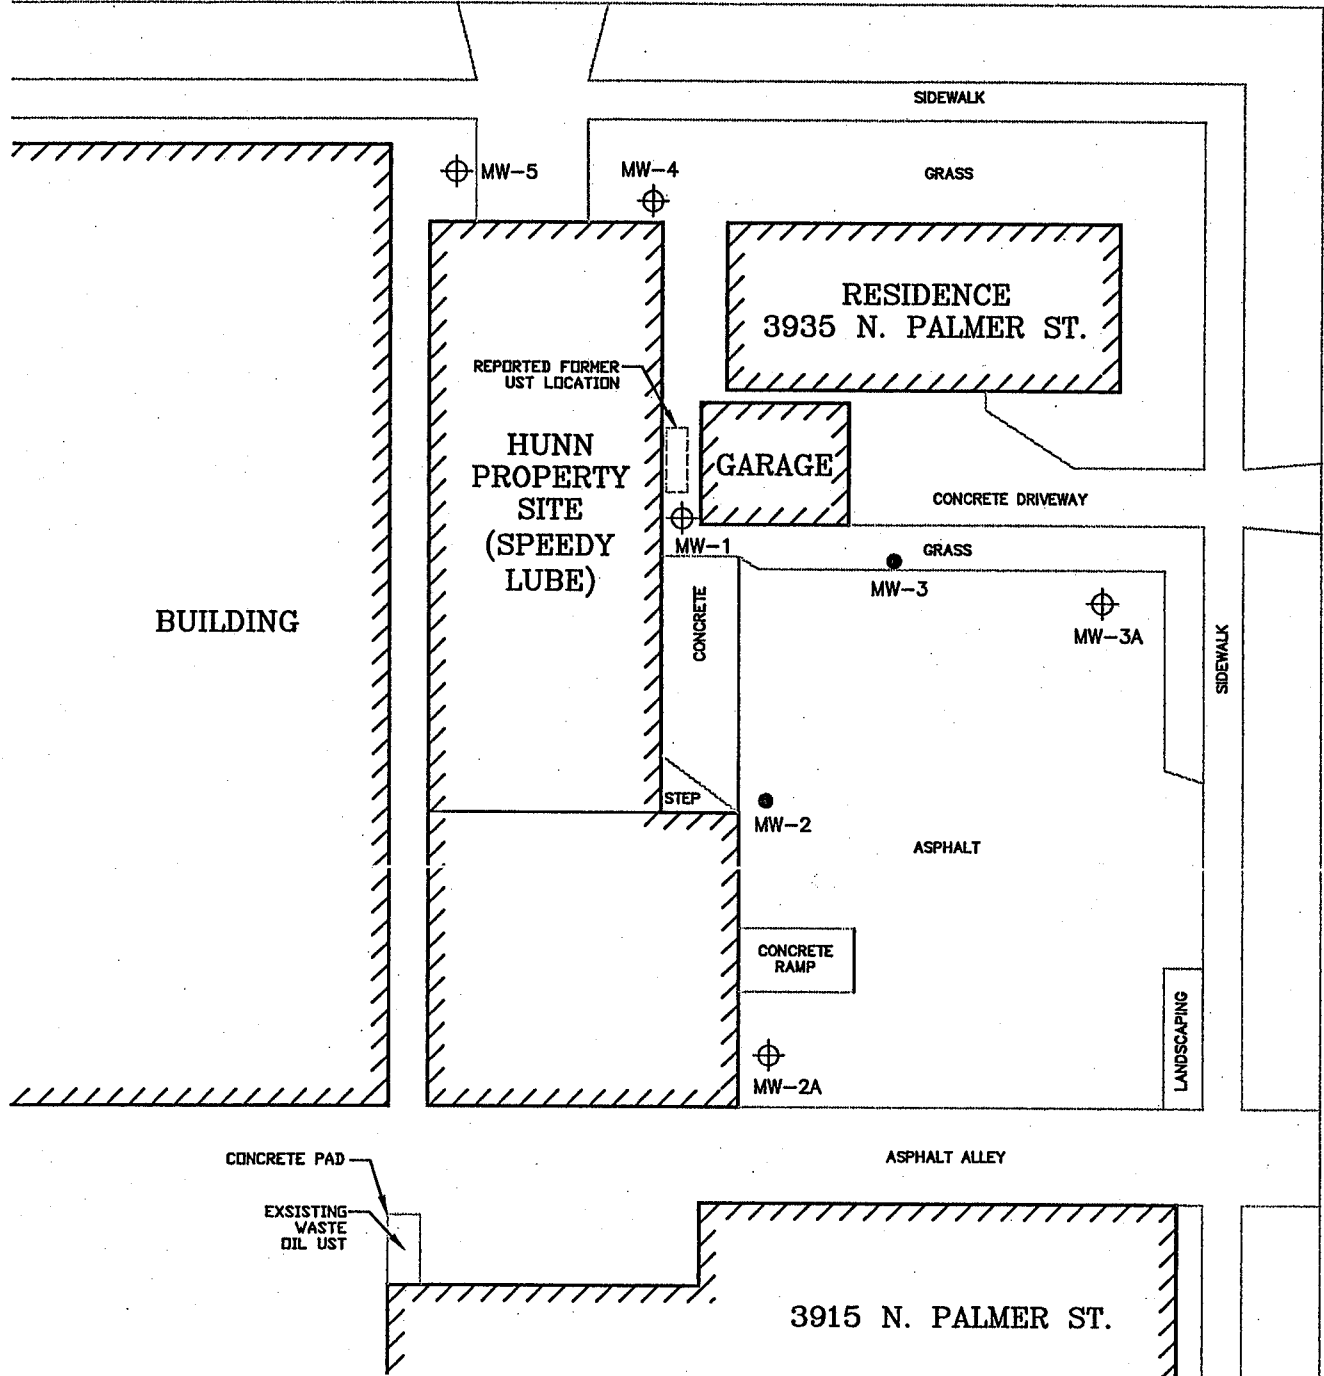 SIDEWALK
MW-5
MW-4
GRASS
RESIDENCE
3935 N. PALMER ST.
REPORTED FORMER
UST LOCATION
HUNN
PROPERTY
SITE
(SPEEDY
LUBE)
GARAGE
CONCRETE DRIVEWAY
MW-1
GRASS
MW-3
CONCRETE
MW-3A
BUILDING
SIDEWALK
STEP
MW-2
ASPHALT
CONCRETE
RAMP
LANDSCAPING
MW-2A
CONCRETE PAD
ASPHALT ALLEY
EXSISTING
WASTE
OIL UST
3915 N. PALMER ST.